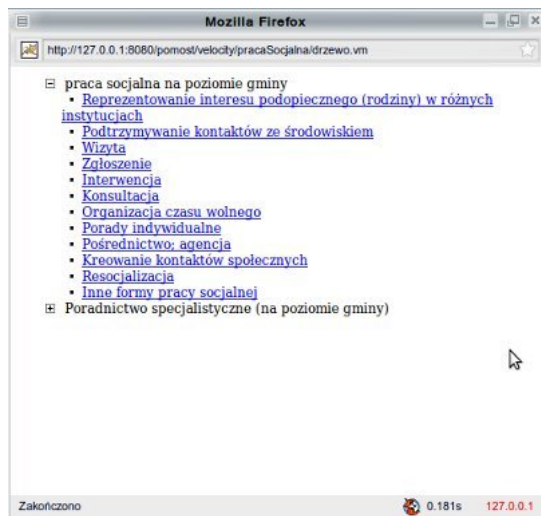 Mozilla Firefox
http://127.0.0.1:8080/pomost/velocity/pracaSocjalna/drzewo.vm
praca socjalna na poziomie gminy
Reprezentowanie interesu podopiecznego (rodziny) w różnych
instytucjach
Podtrzymywanie kontaktów ze środowiskiem
Wizyta
Zgłoszenie
Interwencja
Konsultacja
Organizacja czasu wolnego
Porady indywidualne
Pośrednictwo; agencja
Kreowanie kontaktów społecznych
Resocjalizacja
Inne formy pracy socjalnej
Poradnictwo specjalistyczne (na poziomie gminy)
Zakończono 0.181s 127.0.0.1